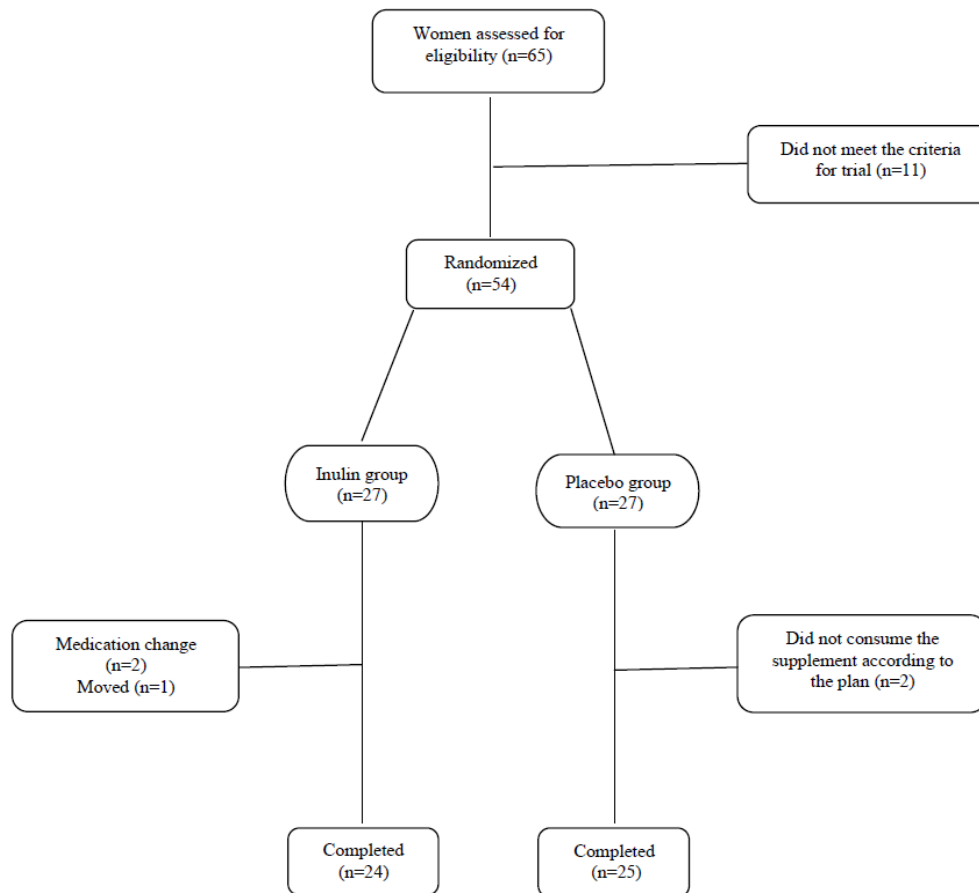 Women assessed for
eligibility (n=65)
Did not meet the criteria
for trial (n=11)
Randomized
(n=54)
Inulin group
(n=27)
Placebo group
(n=27)
Medication change
(n=2)
Moved (n=1)
Did not consume the
supplement according to
the plan (n=2)
Completed
(n=24)
Completed
(n=25)